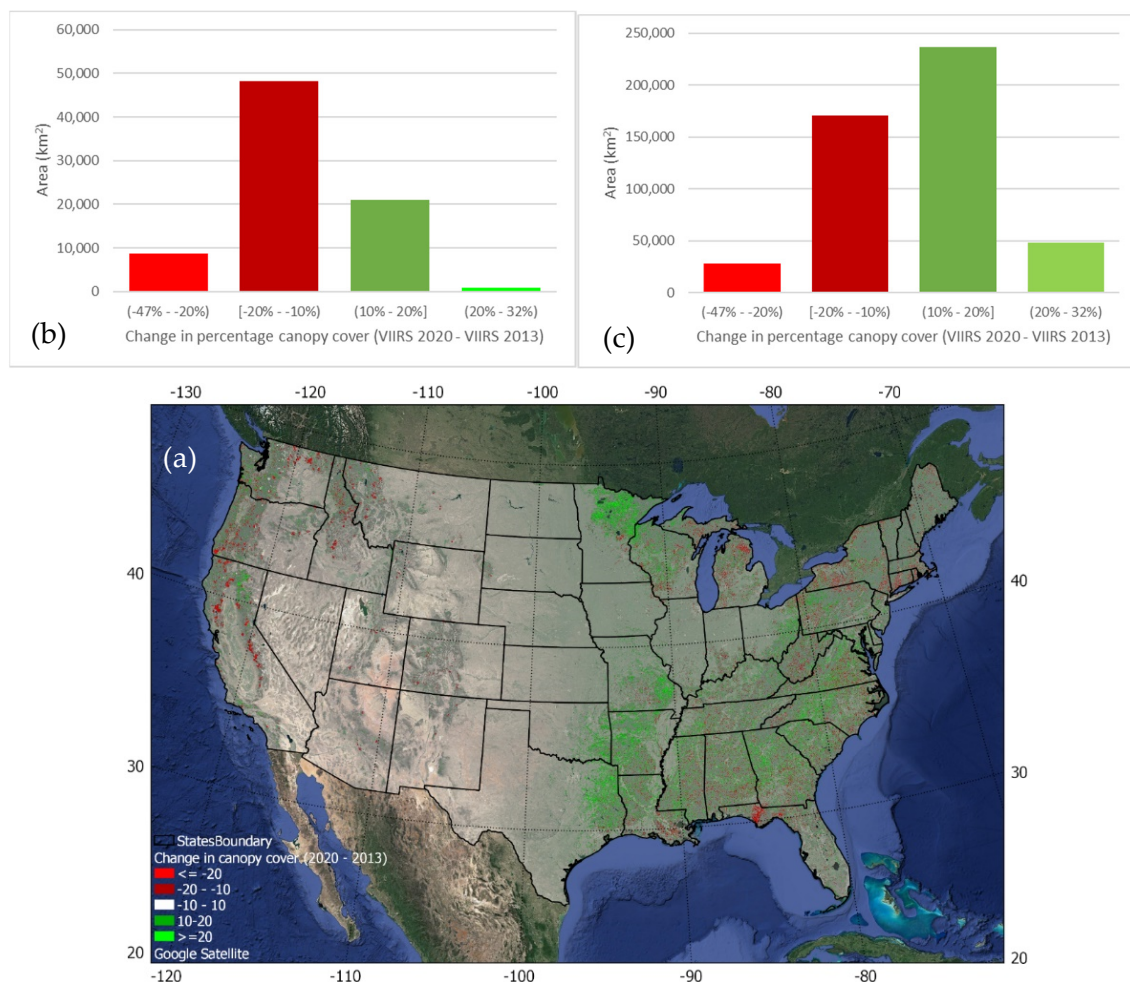 60,000
50,000
40,000
30,000
20,000
10,000
0
Area (km²)
(-47% - -20%)
[-20% - -10%)
(10% - 20%]
(20% - 32%)
Change in percentage canopy cover (VIIRS 2020 - VIIRS 2013)
(b)
250,000
200,000
150,000
100,000
50,000
0
Area (km²)
(-47% - -20%)
[-20% - -10%)
(10% - 20%]
(20% - 32%)
Change in percentage canopy cover (VIIRS 2020 - VIIRS 2013)
(c)
-130
-120
-110
-100
-90
-80
-70
(a)
40
40
30
30
StatesBoundary
Change in canopy cover (2020 - 2013)
<= -20
-20 - -10
-10 - 10
10-20
>=20
Google Satellite
20
20
-120
-110
-100
-90
-80